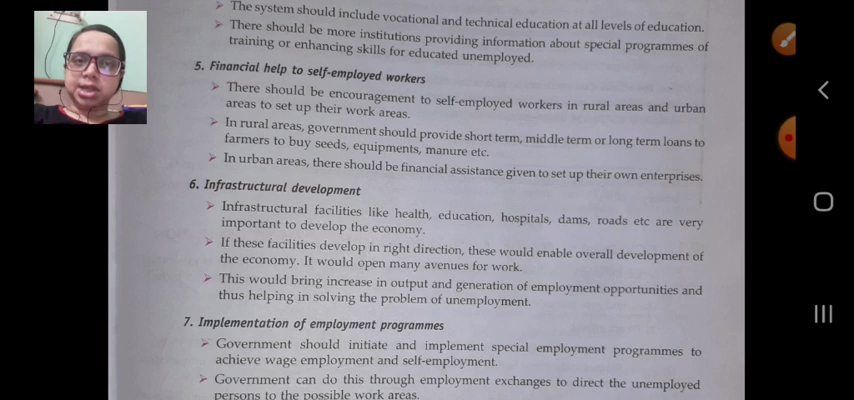 ➢ The system should include vocational and technical education at all levels of education.
➢ There should be more institutions providing information about special programmes of
training or enhancing skills for educated unemployed.
5. Financial help to self-employed workers
➢ There should be encouragement to self-employed workers in rural areas and urban
areas to set up their work areas.
➢ In rural areas, government should provide short term, middle term or long term loans to
farmers to buy seeds, equipments, manure etc.
➢ In urban areas, there should be financial assistance given to set up their own enterprises.
6. Infrastructural development
➢ Infrastructural facilities like health, education, hospitals, dams, roads etc are very
important to develop the economy.
➢ If these facilities develop in right direction, these would enable overall development of
the economy. It would open many avenues for work.
➢ This would bring increase in output and generation of employment opportunities and
thus helping in solving the problem of unemployment.
7. Implementation of employment programmes
➢ Government should initiate and implement special employment programmes to
achieve wage employment and self-employment.
➢ Government can do this through employment exchanges to direct the unemployed
persons to the possible work areas.